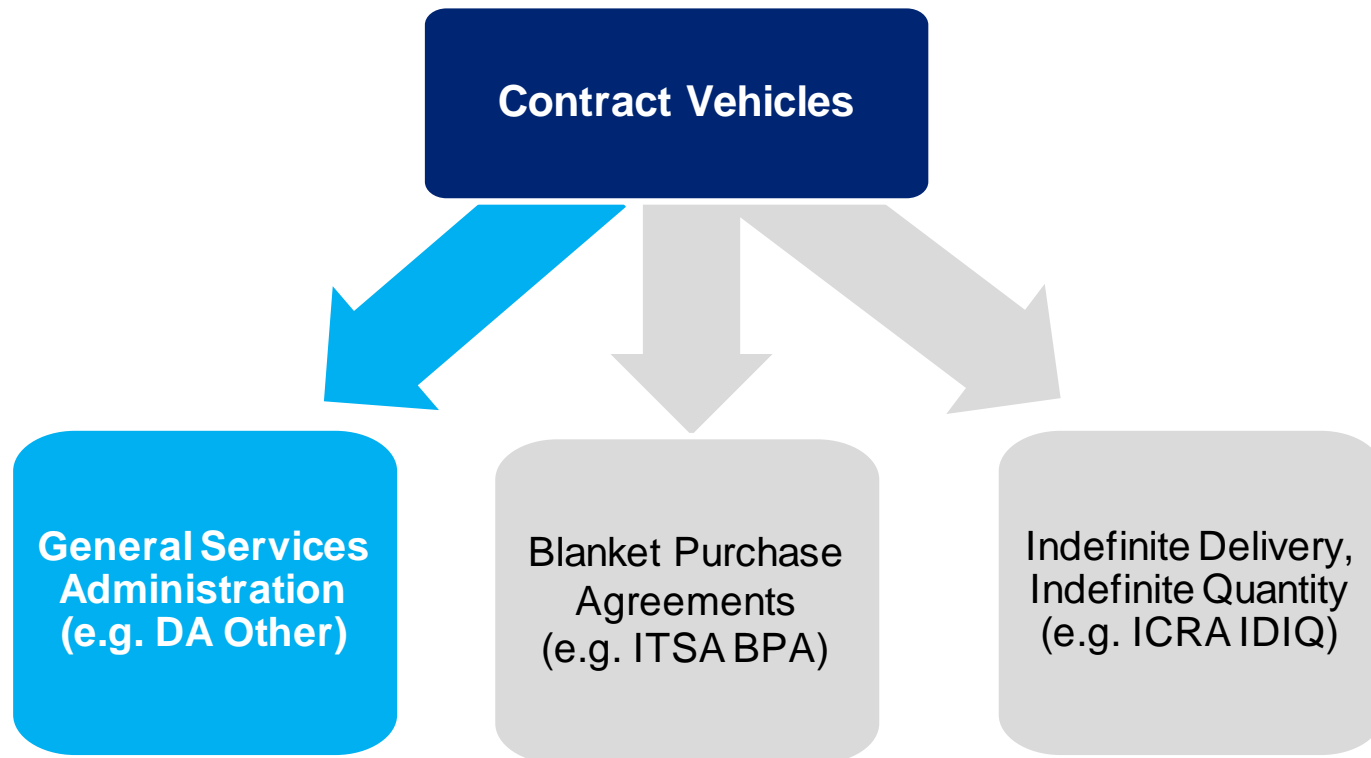 Contract Vehicles
General Services
Administration
(e.g. DA Other)
Blanket Purchase
Agreements
(e.g. ITSA BPA)
Indefinite Delivery,
Indefinite Quantity
(e.g. ICRA IDIQ)